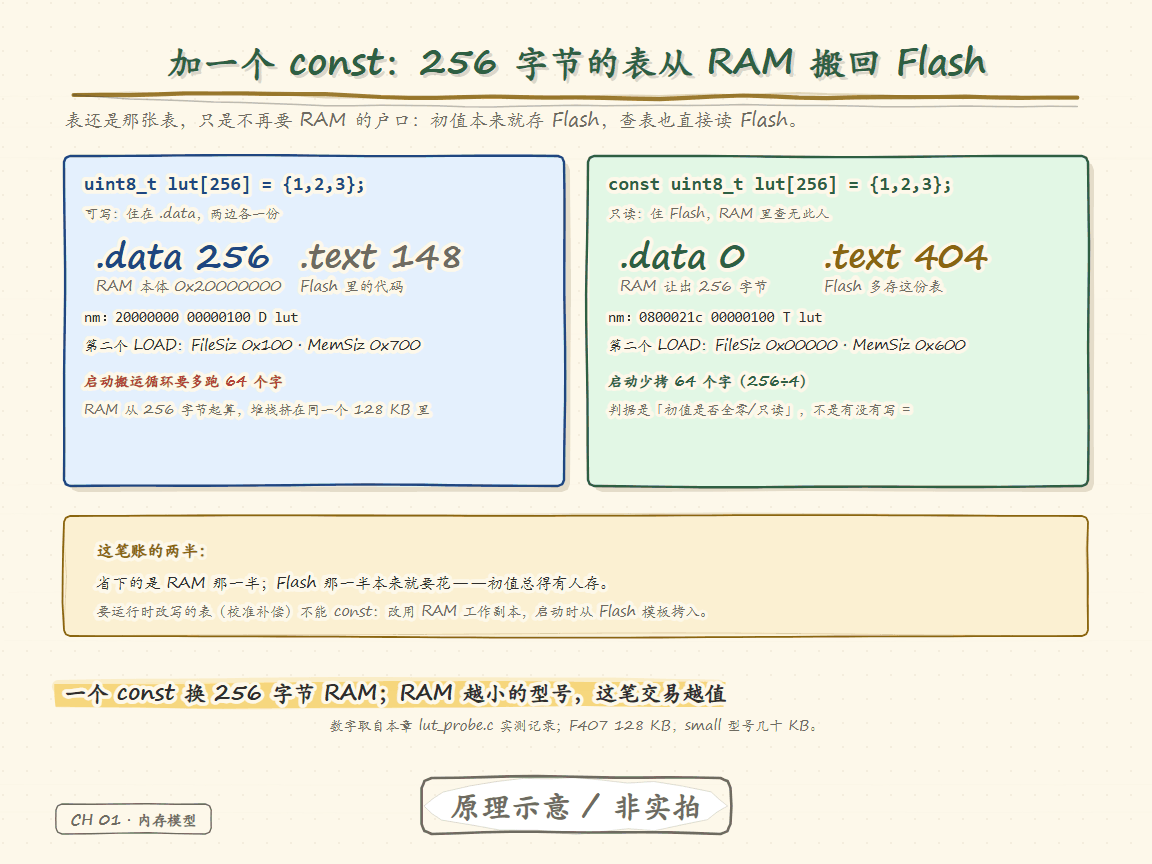 加一个 const：256 字节的表从 RAM 搬回 Flash
表还是那张表，只是不再要 RAM 的户口：初值本来就存 Flash，查表也直接读 Flash。
uint8_t lut[256] = {1,2,3};
可写：住在 .data，两边各一份
.data 256 .text 148
RAM 本体 0x20000000 Flash 里的代码
nm：20000000 00000100 D lut
第二个 LOAD：FileSiz 0x100 · MemSiz 0x700
启动搬运循环要多跑 64 个字
RAM 从 256 字节起算，堆栈挤在同一个 128 KB 里
const uint8_t lut[256] = {1,2,3};
只读：住 Flash，RAM 里查无此人
.data 0 .text 404
RAM 让出 256 字节 Flash 多存这份表
nm：0800021c 00000100 T lut
第二个 LOAD：FileSiz 0x00000 · MemSiz 0x600
启动少拷 64 个字（256÷4）
判据是「初值是否全零/只读」，不是有没有写 =
这笔账的两半：
省下的是 RAM 那一半；Flash 那一半本来就要花——初值总得有人存。
要运行时改写的表（校准补偿）不能 const：改用 RAM 工作副本，启动时从 Flash 模板拷入。
一个 const 换 256 字节 RAM；RAM 越小的型号，这笔交易越值
数字取自本章 lut_probe.c 实测记录；F407 128 KB，small 型号几十 KB。
原理示意 / 非实拍
CH 01 · 内存模型